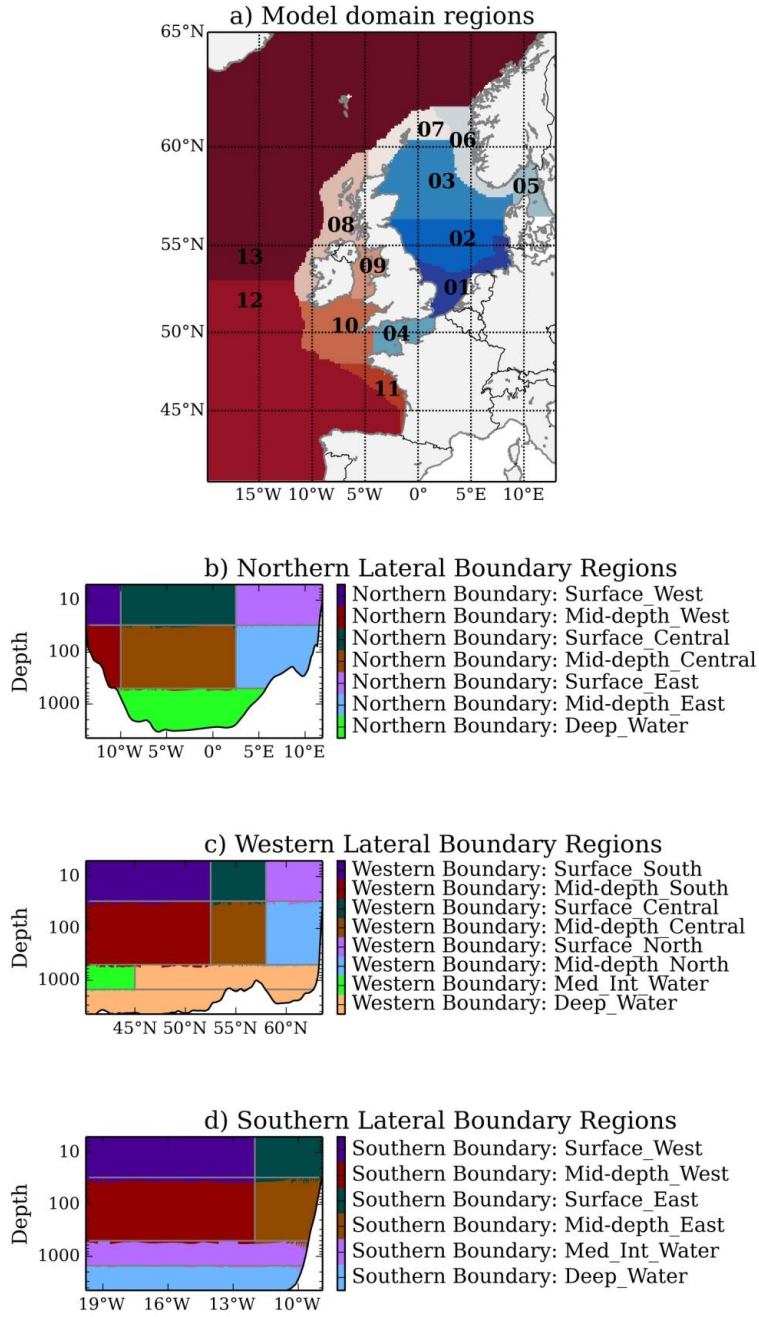 a) Model domain regions
65°N
60°N
55°N
50°N
45°N
07
06
03
05
08
02
13
09
12
01
10
04
11
15°W 10°W 5°W 0° 5°E 10°E
b) Northern Lateral Boundary Regions
Depth
10
100
1000
10°W 5°W 0°W 5°E 10°E
Northern Boundary: Surface_West
Northern Boundary: Mid-depth_West
Northern Boundary: Surface_Central
Northern Boundary: Mid-depth_Central
Northern Boundary: Surface_East
Northern Boundary: Mid-depth_East
Northern Boundary: Deep_Water
c) Western Lateral Boundary Regions
Depth
10
100
1000
45°N 50°N 55°N 60°N
Western Boundary: Surface_South
Western Boundary: Mid-depth_South
Western Boundary: Surface_Central
Western Boundary: Mid-depth_Central
Western Boundary: Surface_North
Western Boundary: Mid-depth_North
Western Boundary: Med_Int_Water
Western Boundary: Deep_Water
d) Southern Lateral Boundary Regions
Depth
10
100
1000
19°W 16°W 13°W 10°W
Southern Boundary: Surface_West
Southern Boundary: Mid-depth_West
Southern Boundary: Surface_East
Southern Boundary: Mid-depth_East
Southern Boundary: Med_Int_Water
Southern Boundary: Deep_Water